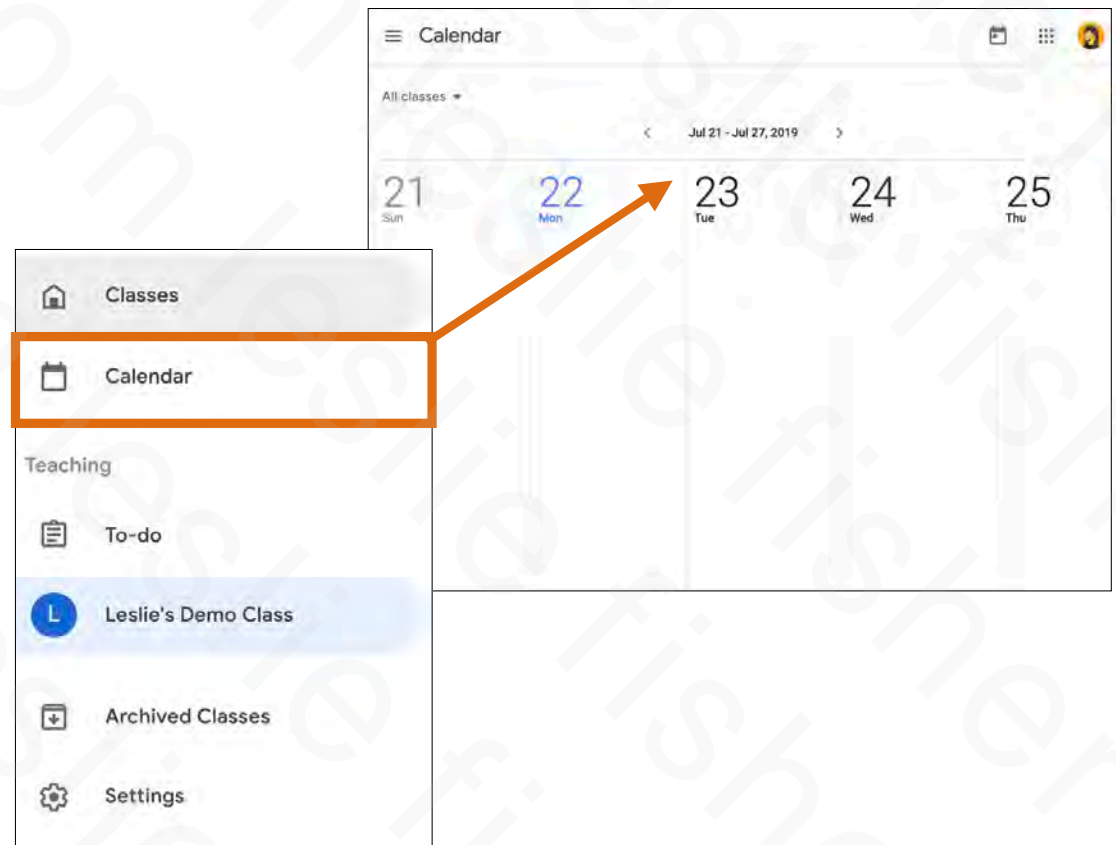 Calendar
All classes
Jul 21 - Jul 27, 2019
21 22 23 24 25
Sun Mon Tue Wed Thu
Classes
Calendar
Teaching
To-do
L Leslie's Demo Class
Archived Classes
Settings